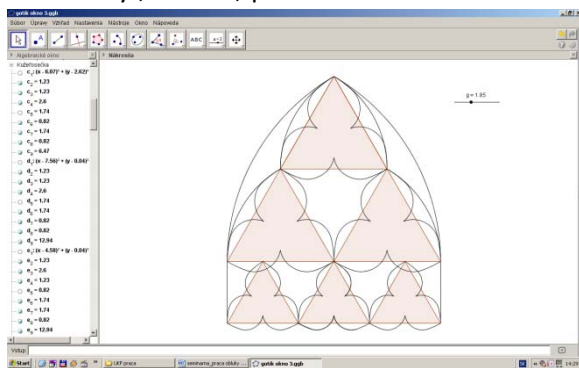 gotik okno 3.ggb
Súbor Úpravy Vzhľad Nastavenia Nástroje Okno Nápoveda
ABC
a=2
Algebraické okno
Nákresňa
Kužeľosečka
c₁: (x - 6.07)² + (y - 2.62)²
c₂ = 1.23
c₃ = 1.23
c₄ = 2.6
c₅ = 1.74
c₆ = 0.82
c₇ = 1.74
c₈ = 0.82
c₉ = 6.47
d₁: (x - 7.56)² + (y - 0.04)²
d₂ = 1.23
d₃ = 1.23
d₄ = 2.6
d₅ = 1.74
d₆ = 1.74
d₇ = 0.82
d₈ = 0.82
d₉ = 12.94
e₁: (x - 4.58)² + (y - 0.04)²
e₂ = 1.23
e₃ = 2.6
e₄ = 1.23
e₅ = 0.82
e₆ = 1.74
e₇ = 1.74
e₈ = 0.82
e₉ = 12.94
g = 1.95
Vstup:
Štart
UKF praca
seminarna_praca obluky ...
gotik okno 3.ggb
SK
14:29